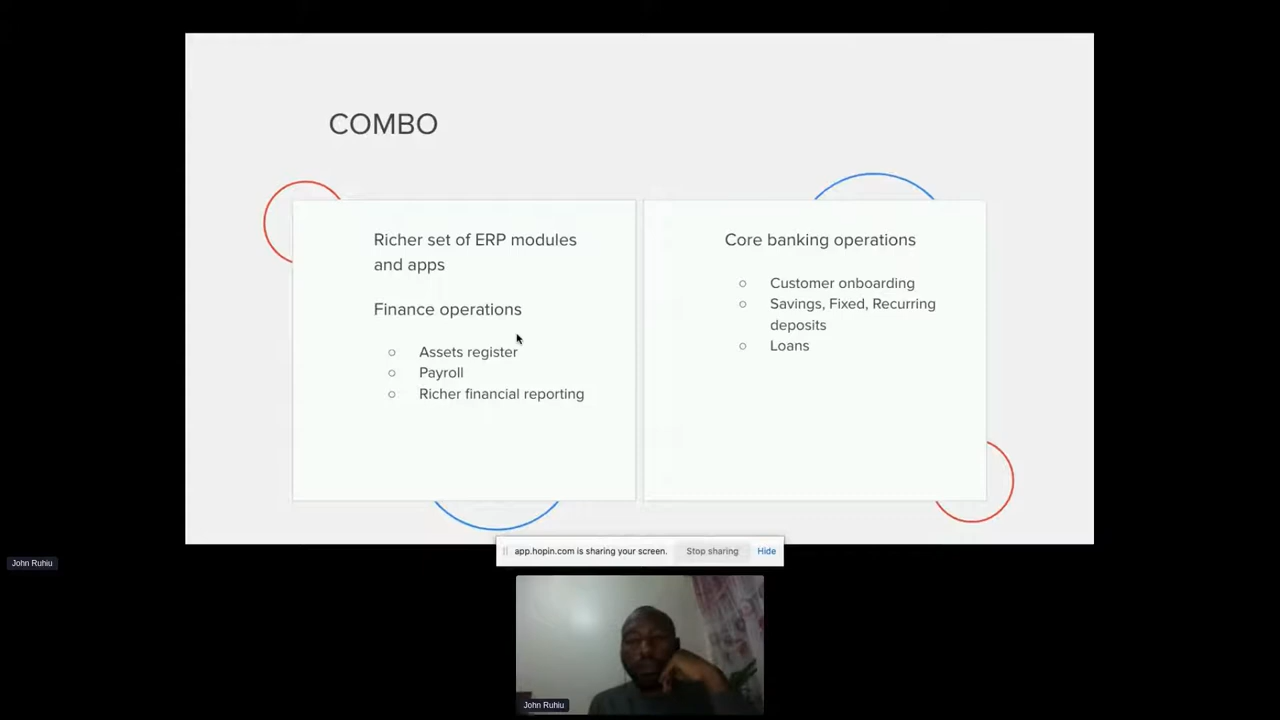 COMBO
Richer set of ERP modules
and apps
Finance operations
○ Assets register
○ Payroll
○ Richer financial reporting
Core banking operations
○ Customer onboarding
○ Savings, Fixed, Recurring
deposits
○ Loans
app.hopin.com is sharing your screen. Stop sharing Hide
John Ruhiu
John Ruhiu